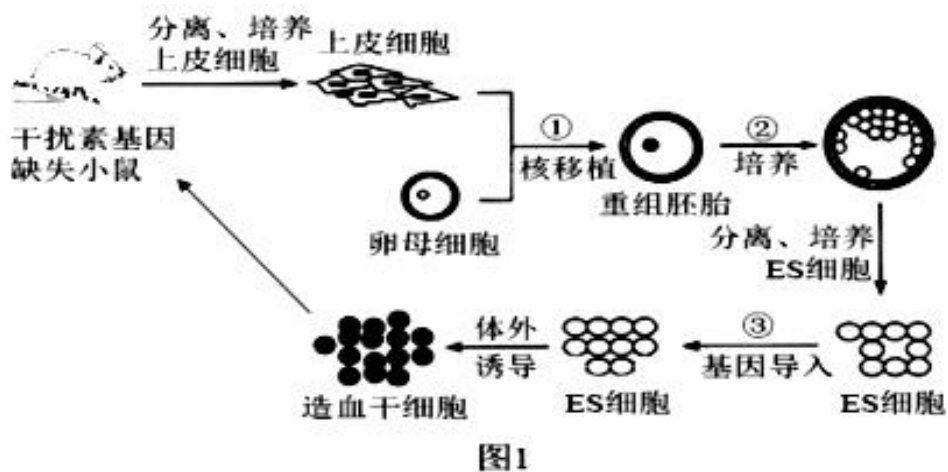 分离、培养
上皮细胞
上皮细胞
干扰素基因
缺失小鼠
卵母细胞
①
核移植
重组胚胎
②
培养
分离、培养
ES细胞
③
基因导入
ES细胞
ES细胞
体外
诱导
造血干细胞
图1